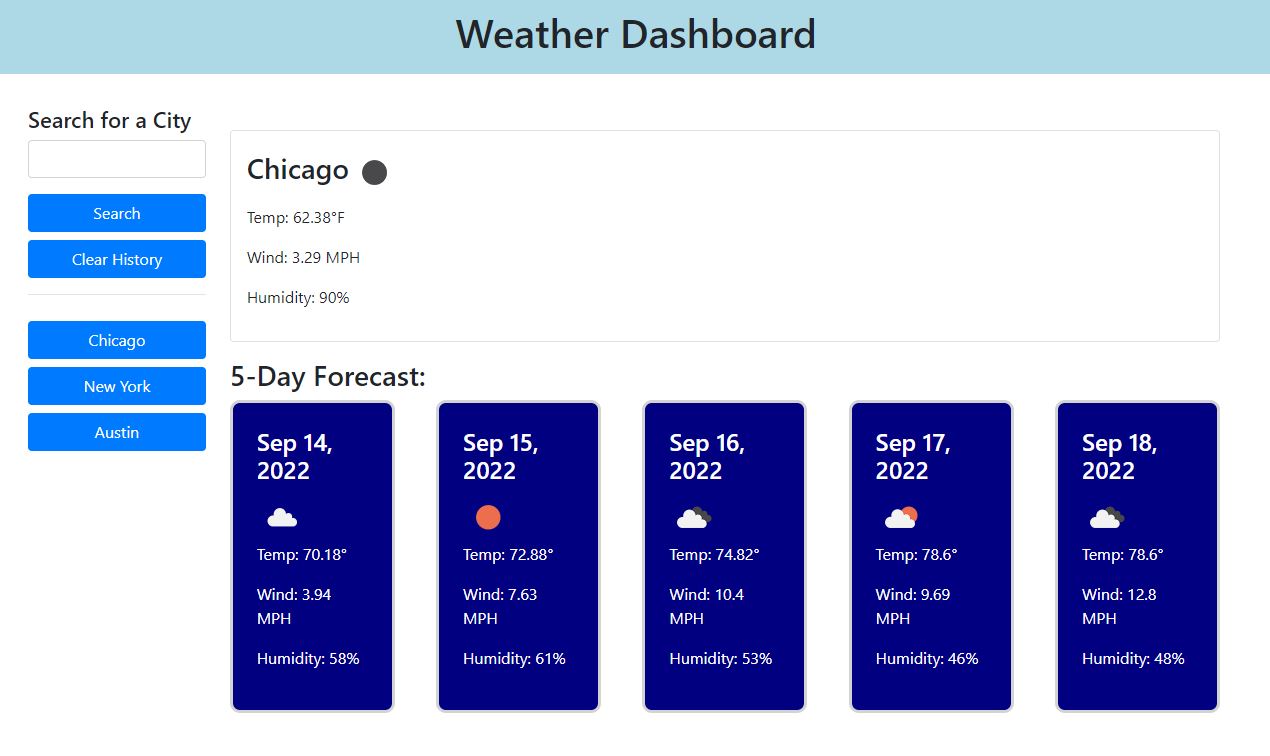 Weather Dashboard
Search for a City
Search
Clear History
Chicago
New York
Austin
Chicago
Temp: 62.38°F
Wind: 3.29 MPH
Humidity: 90%
5-Day Forecast:
Sep 14,
2022
Temp: 70.18°
Wind: 3.94
MPH
Humidity: 58%
Sep 15,
2022
Temp: 72.88°
Wind: 7.63
MPH
Humidity: 61%
Sep 16,
2022
Temp: 74.82°
Wind: 10.4
MPH
Humidity: 53%
Sep 17,
2022
Temp: 78.6°
Wind: 9.69
MPH
Humidity: 46%
Sep 18,
2022
Temp: 78.6°
Wind: 12.8
MPH
Humidity: 48%